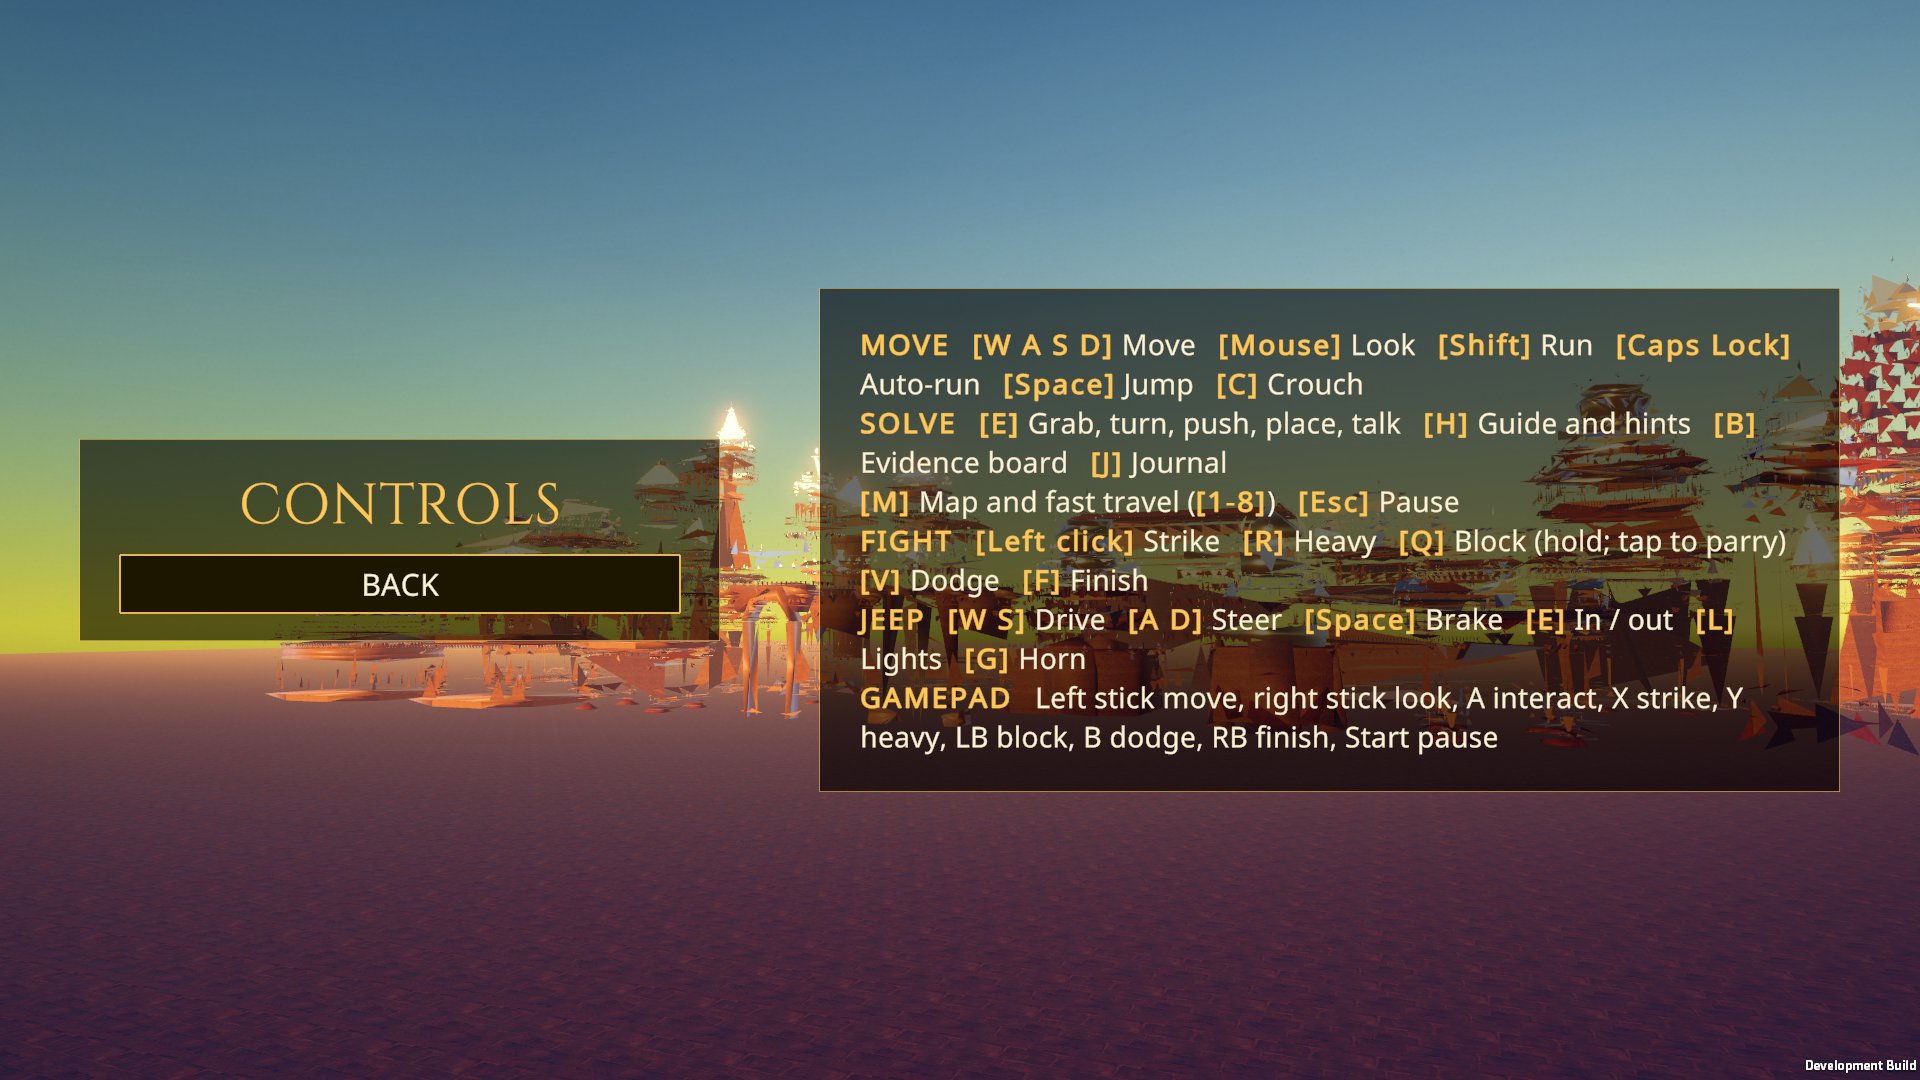 CONTROLS
BACK
MOVE [W A S D] Move [Mouse] Look [Shift] Run [Caps Lock]
Auto-run [Space] Jump [C] Crouch
SOLVE [E] Grab, turn, push, place, talk [H] Guide and hints [B]
Evidence board [J] Journal
[M] Map and fast travel ([1-8]) [Esc] Pause
FIGHT [Left click] Strike [R] Heavy [Q] Block (hold; tap to parry)
[V] Dodge [F] Finish
JEEP [W S] Drive [A D] Steer [Space] Brake [E] In / out [L]
Lights [G] Horn
GAMEPAD Left stick move, right stick look, A interact, X strike, Y
heavy, LB block, B dodge, RB finish, Start pause
Development Build